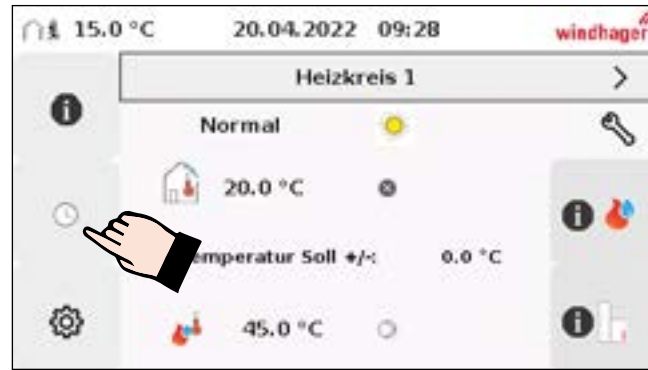 15.0 °C 20.04.2022 09:28 windhager
Heizkreis 1
Normal
20.0 °C
emperatur Soll +/-: 0.0 °C
45.0 °C